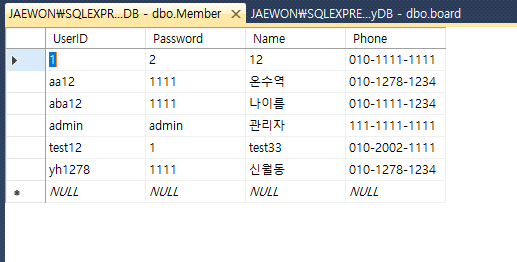 JAEWON₩SQLEXPR...DB - dbo.Member JAEWON₩SQLEXPRE...yDB - dbo.board
UserID Password Name Phone
1 2 12 010-1111-1111
aa12 1111 온수역 010-1278-1234
aba12 1111 나이름 010-1111-1234
admin admin 관리자 111-1111-1111
test12 1 test33 010-2002-1111
yh1278 1111 신월동 010-1278-1234
NULL NULL NULL NULL